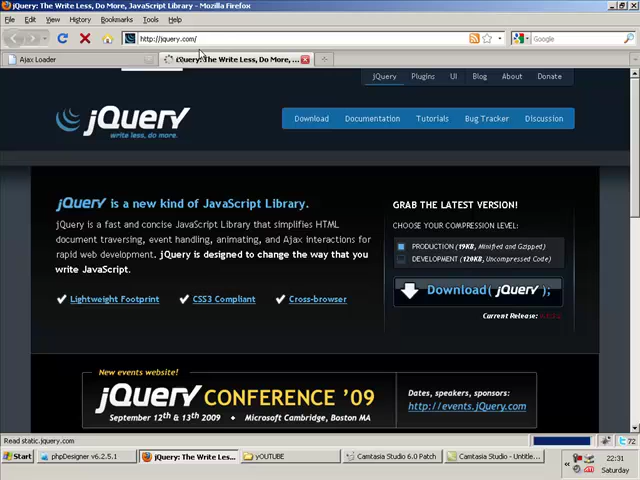 jQuery: The Write Less, Do More, JavaScript Library - Mozilla Firefox
File Edit View History Bookmarks Tools Help
http://jquery.com/
Google
Ajax Loader
jQuery: The Write Less, Do More, ...
jQuery Plugins UI Blog About Donate
jQuery
write less, do more.
Download Documentation Tutorials Bug Tracker Discussion
jQuery is a new kind of JavaScript Library.
jQuery is a fast and concise JavaScript Library that simplifies HTML
document traversing, event handling, animating, and Ajax interactions for
rapid web development. jQuery is designed to change the way that you
write JavaScript.
Lightweight Footprint CSS3 Compliant Cross-browser
GRAB THE LATEST VERSION!
CHOOSE YOUR COMPRESSION LEVEL:
PRODUCTION (19KB, Minified and Gzipped)
DEVELOPMENT (120KB, Uncompressed Code)
Download( jQuery );
Current Release:
New events website!
jQuery CONFERENCE '09
September 12th & 13th 2009 • Microsoft Cambridge, Boston MA
Dates, speakers, sponsors:
http://events.jQuery.com
Read static.jquery.com
72
Start
phpDesigner v6.2.5.1
jQuery: The Write Les...
yOUTUBE
Camtasia Studio 6.0 Patch
Camtasia Studio - Untitle...
22:31
Saturday